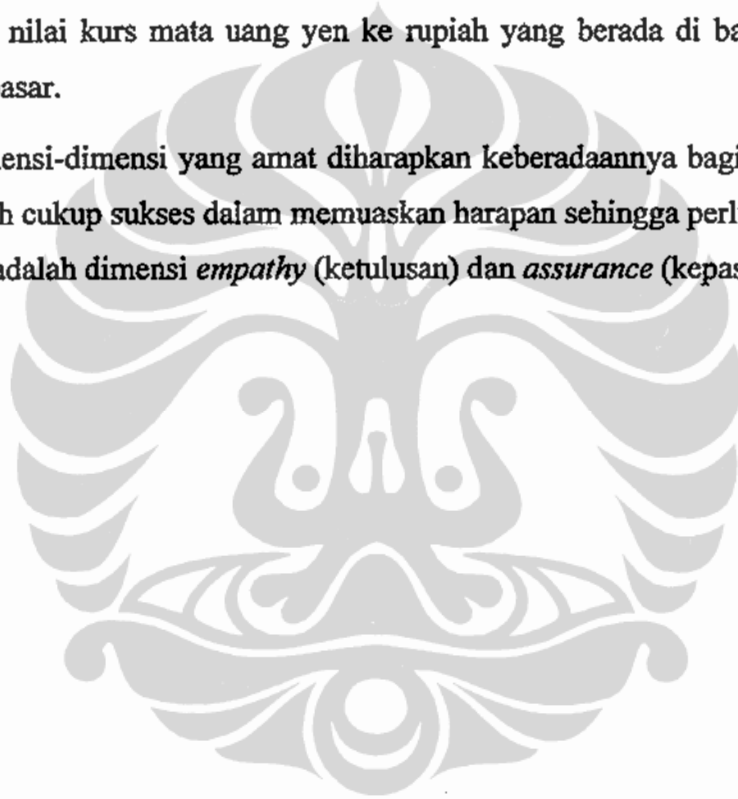 nilai kurs mata uang yen ke rupiah yang berada di ba
asar.
ensi-dimensi yang amat diharapkan keberadaannya bagi
h cukup sukses dalam memuaskan harapan sehingga perl
adalah dimensi empathy (ketulusan) dan assurance (kepas